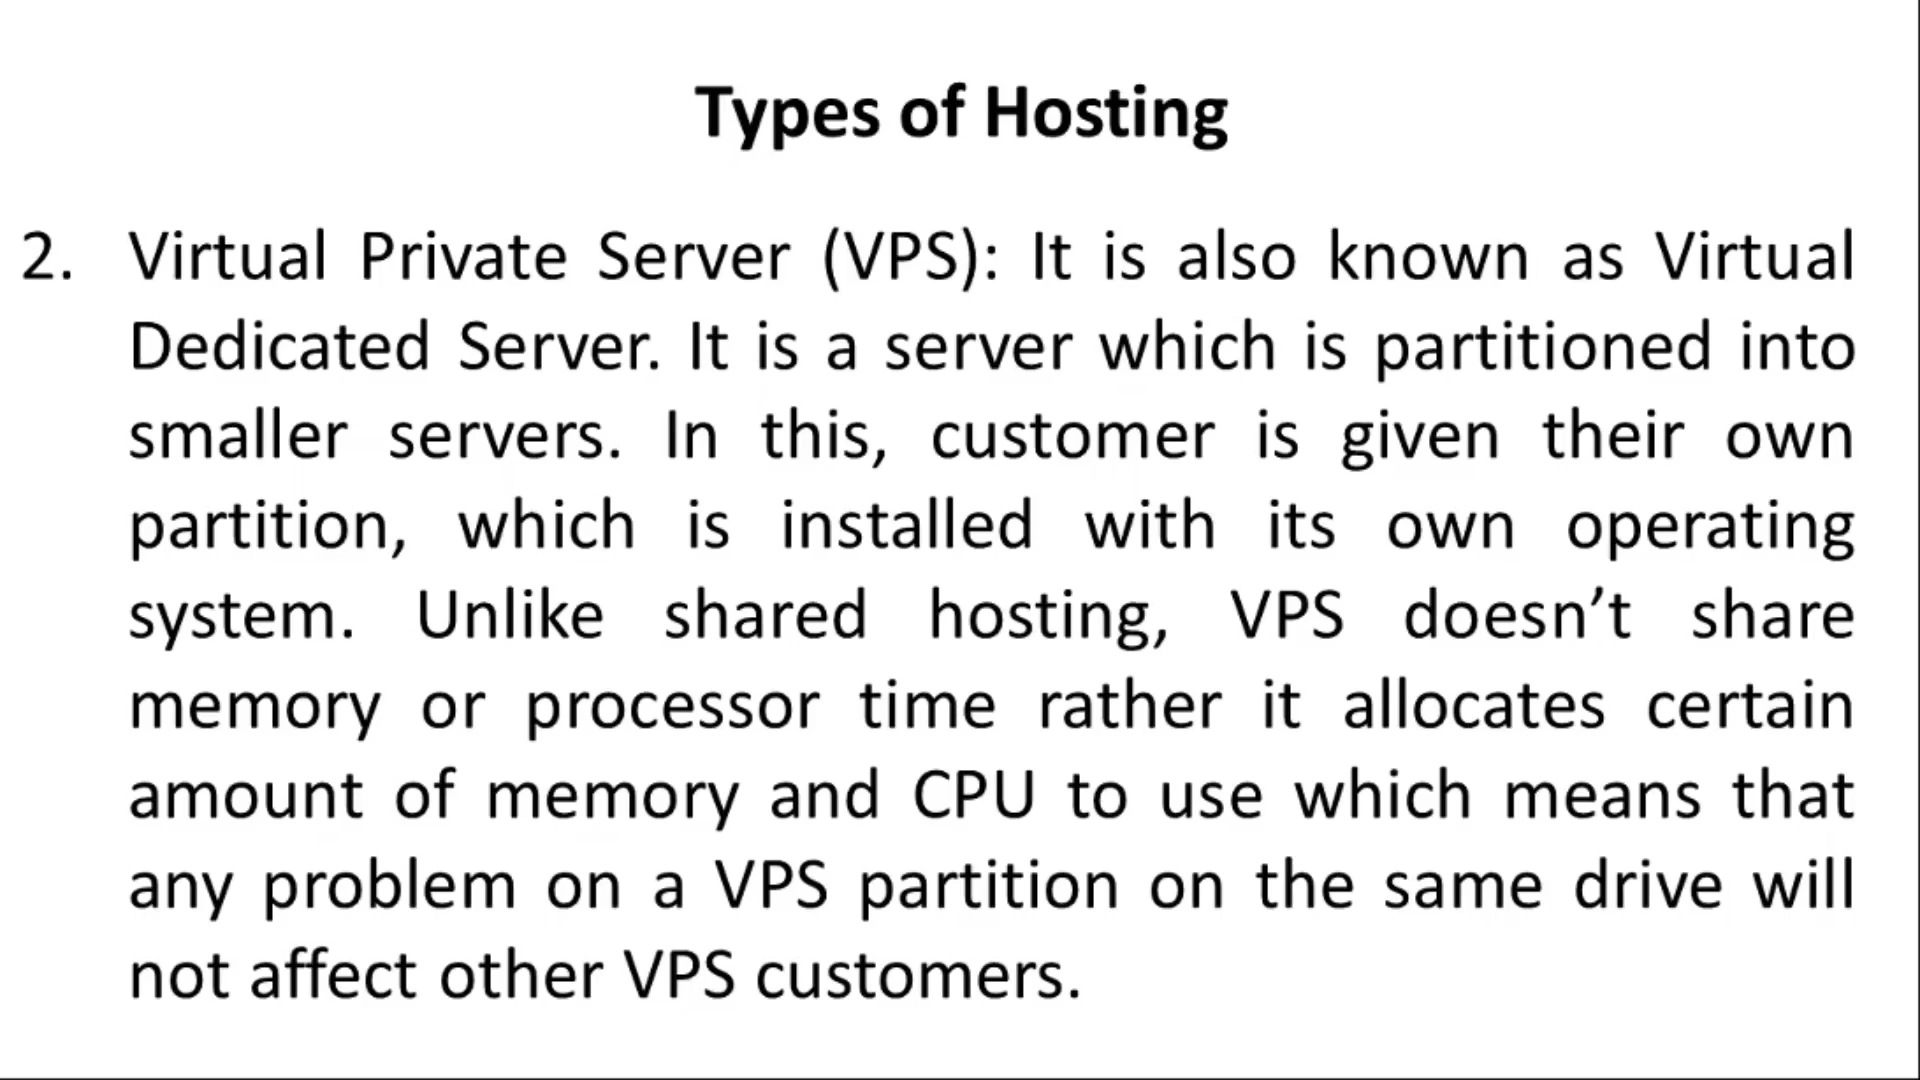 Types of Hosting
2. Virtual Private Server (VPS): It is also known as Virtual
Dedicated Server. It is a server which is partitioned into
smaller servers. In this, customer is given their own
partition, which is installed with its own operating
system. Unlike shared hosting, VPS doesn’t share
memory or processor time rather it allocates certain
amount of memory and CPU to use which means that
any problem on a VPS partition on the same drive will
not affect other VPS customers.